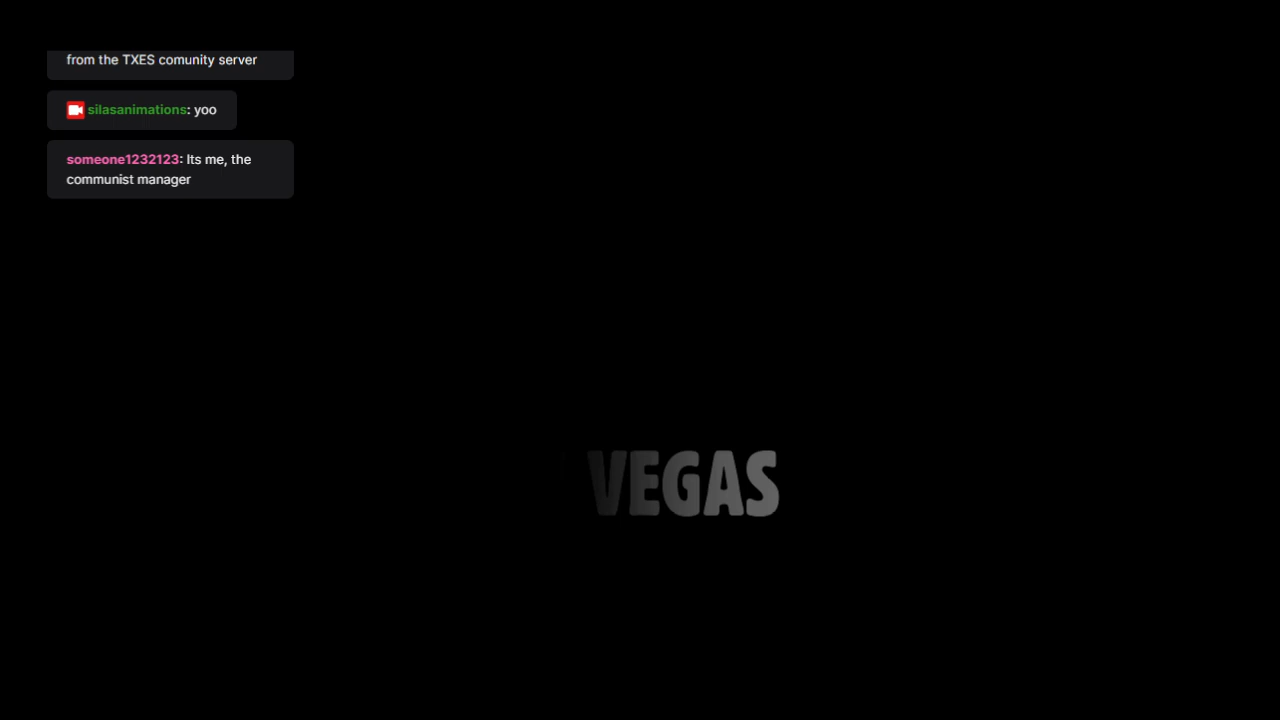 from the TXES comunity server
silasanimations: yoo
someone1232123: Its me, the
communist manager
VEGAS